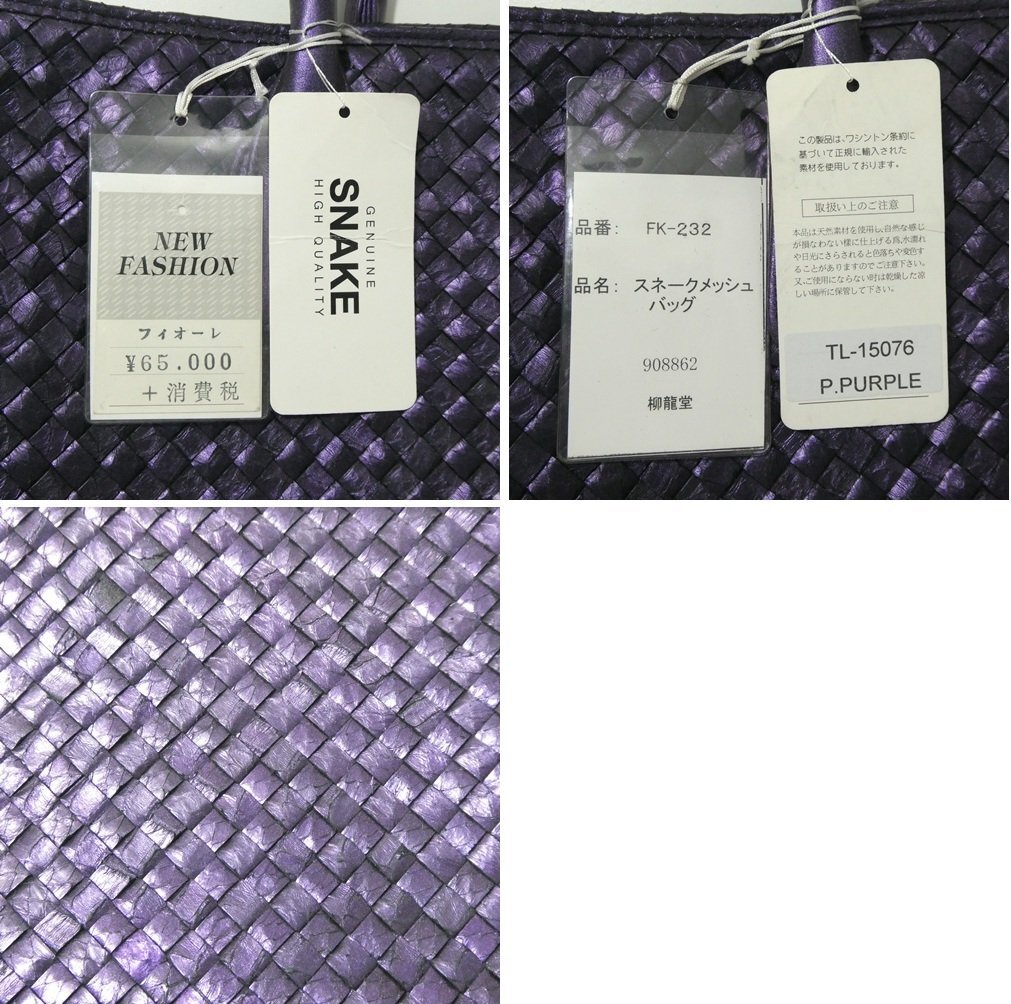 NEW
FASHION
フィオーレ
¥65.000
+消費税
GENUINE
SNAKE
HIGH QUALITY
品番: FK-232
品名: スネークメッシュ
バッグ
908862
柳龍堂
この製品は、ワシントン条約に
基づいて正規に輸入された
素材を使用しております。
取扱い上のご注意
本品は天然素材を使用し、自然な感じ
が損なわない様に仕上げる為、水濡れ
や日光にさらされると色落ちや変色す
ることがありますのでご注意下さい。
又、ご使用にならない時は乾燥した涼
しい場所に保管して下さい。
TL-15076
P.PURPLE